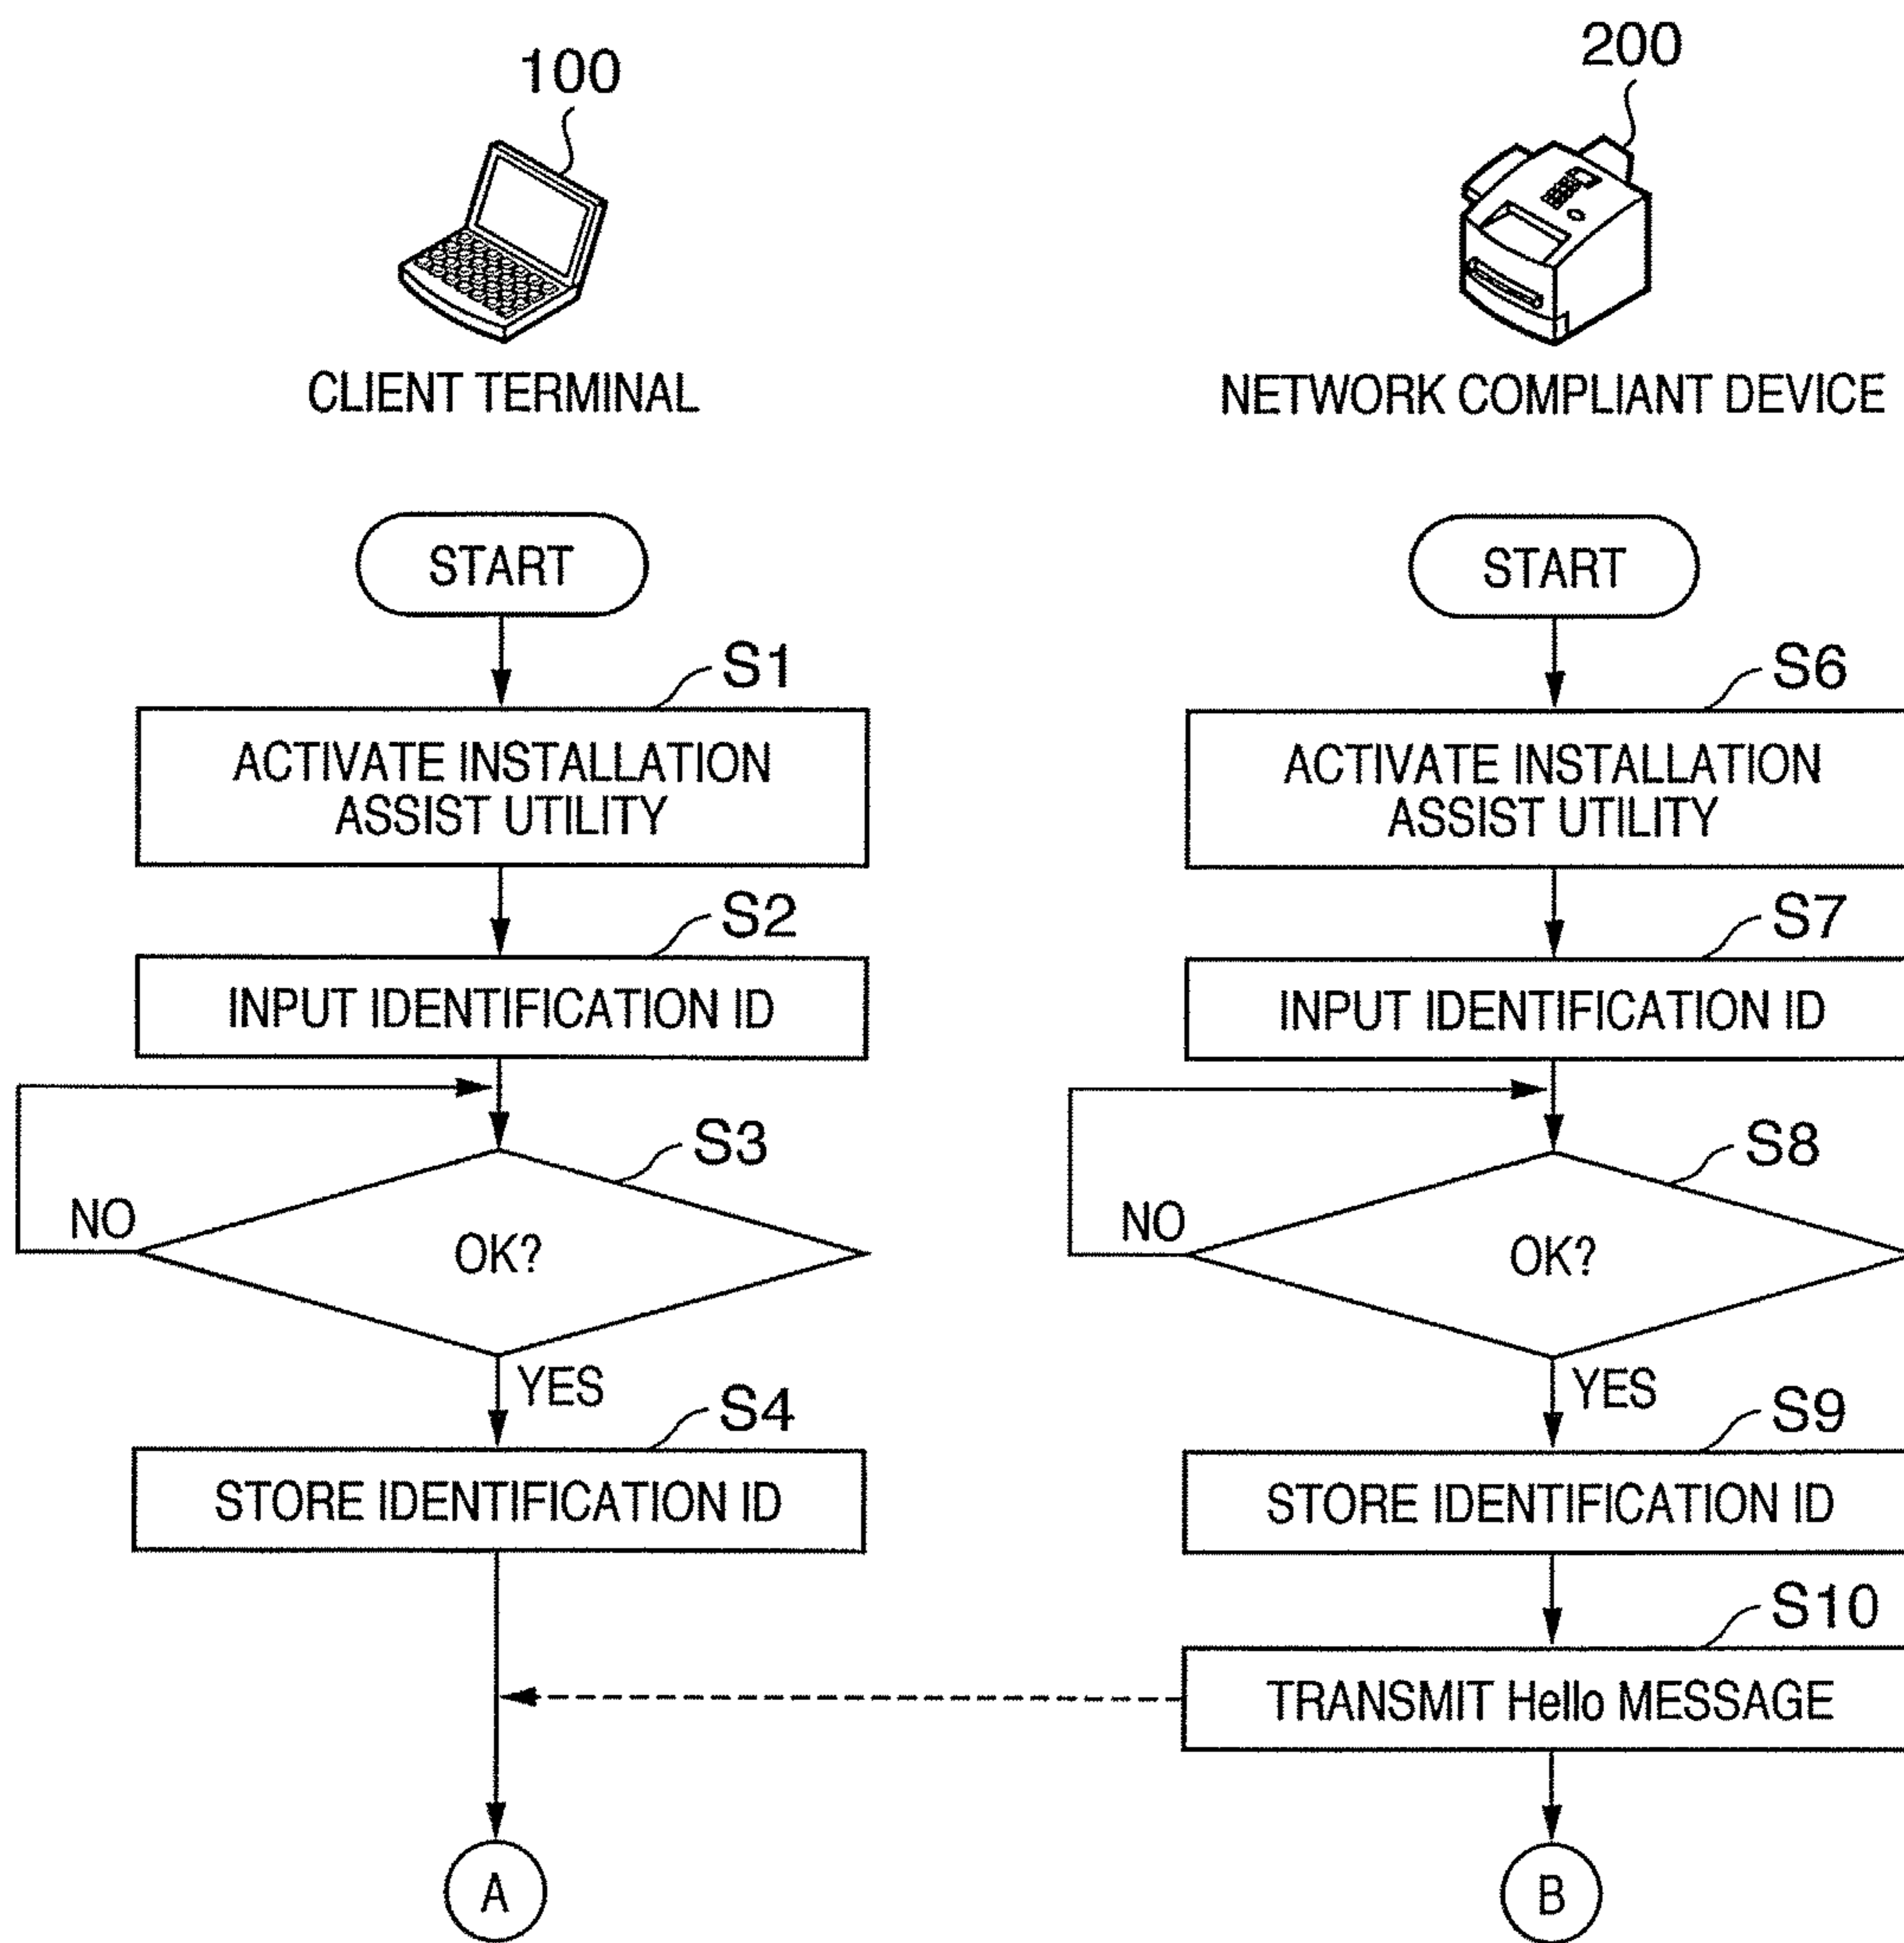 100
CLIENT TERMINAL
START
S1
ACTIVATE INSTALLATION
ASSIST UTILITY
S2
INPUT IDENTIFICATION ID
S3
OK?
NO
YES
S4
STORE IDENTIFICATION ID
A
200
NETWORK COMPLIANT DEVICE
START
S6
ACTIVATE INSTALLATION
ASSIST UTILITY
S7
INPUT IDENTIFICATION ID
S8
OK?
NO
YES
S9
STORE IDENTIFICATION ID
S10
TRANSMIT Hello MESSAGE
B